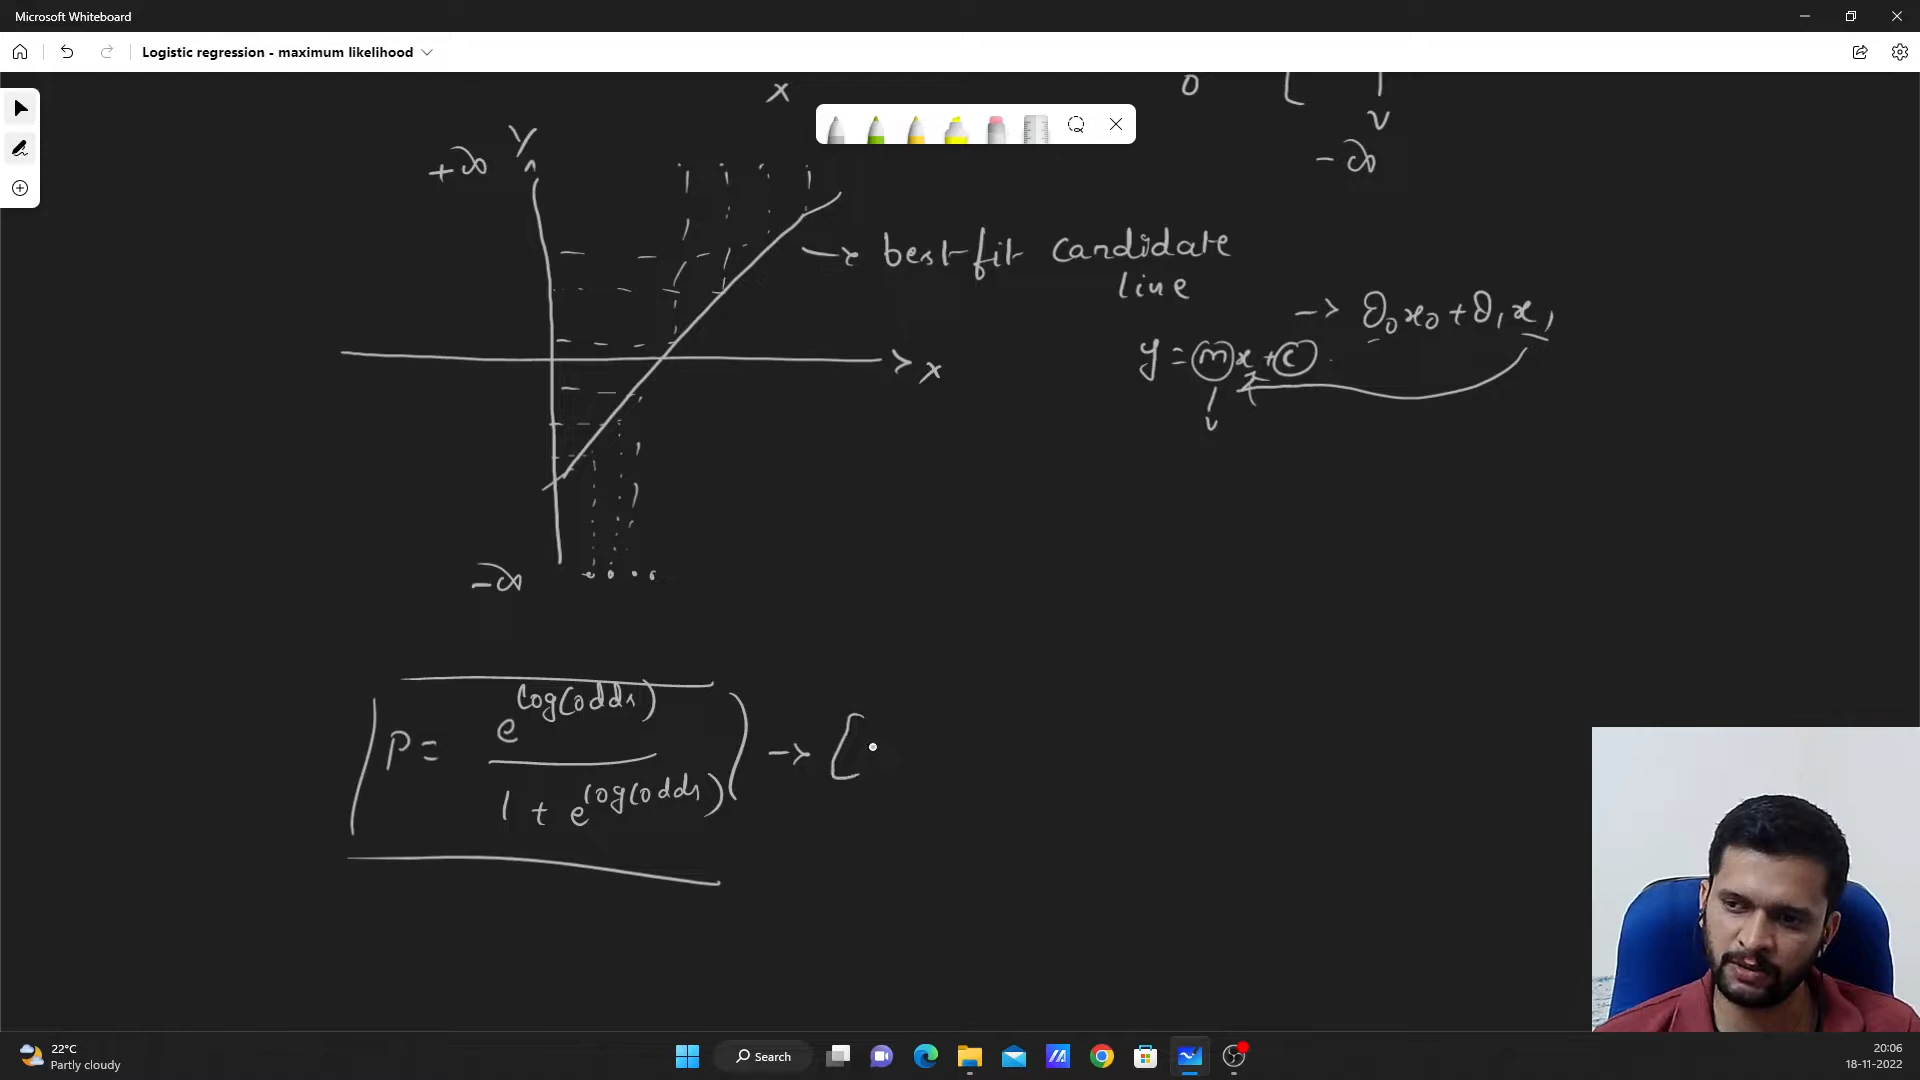 Microsoft Whiteboard
Logistic regression - maximum likelihood
x
0
-∞
Y
+∞
→ best-fit candidate
line
→ θ₀x₀ + θ₁x₁
y = mx + c
x
-∞
P = e^log(odds) / 1 + e^log(odds) → [
22°C
Partly cloudy
Search
20:06
18-11-2022